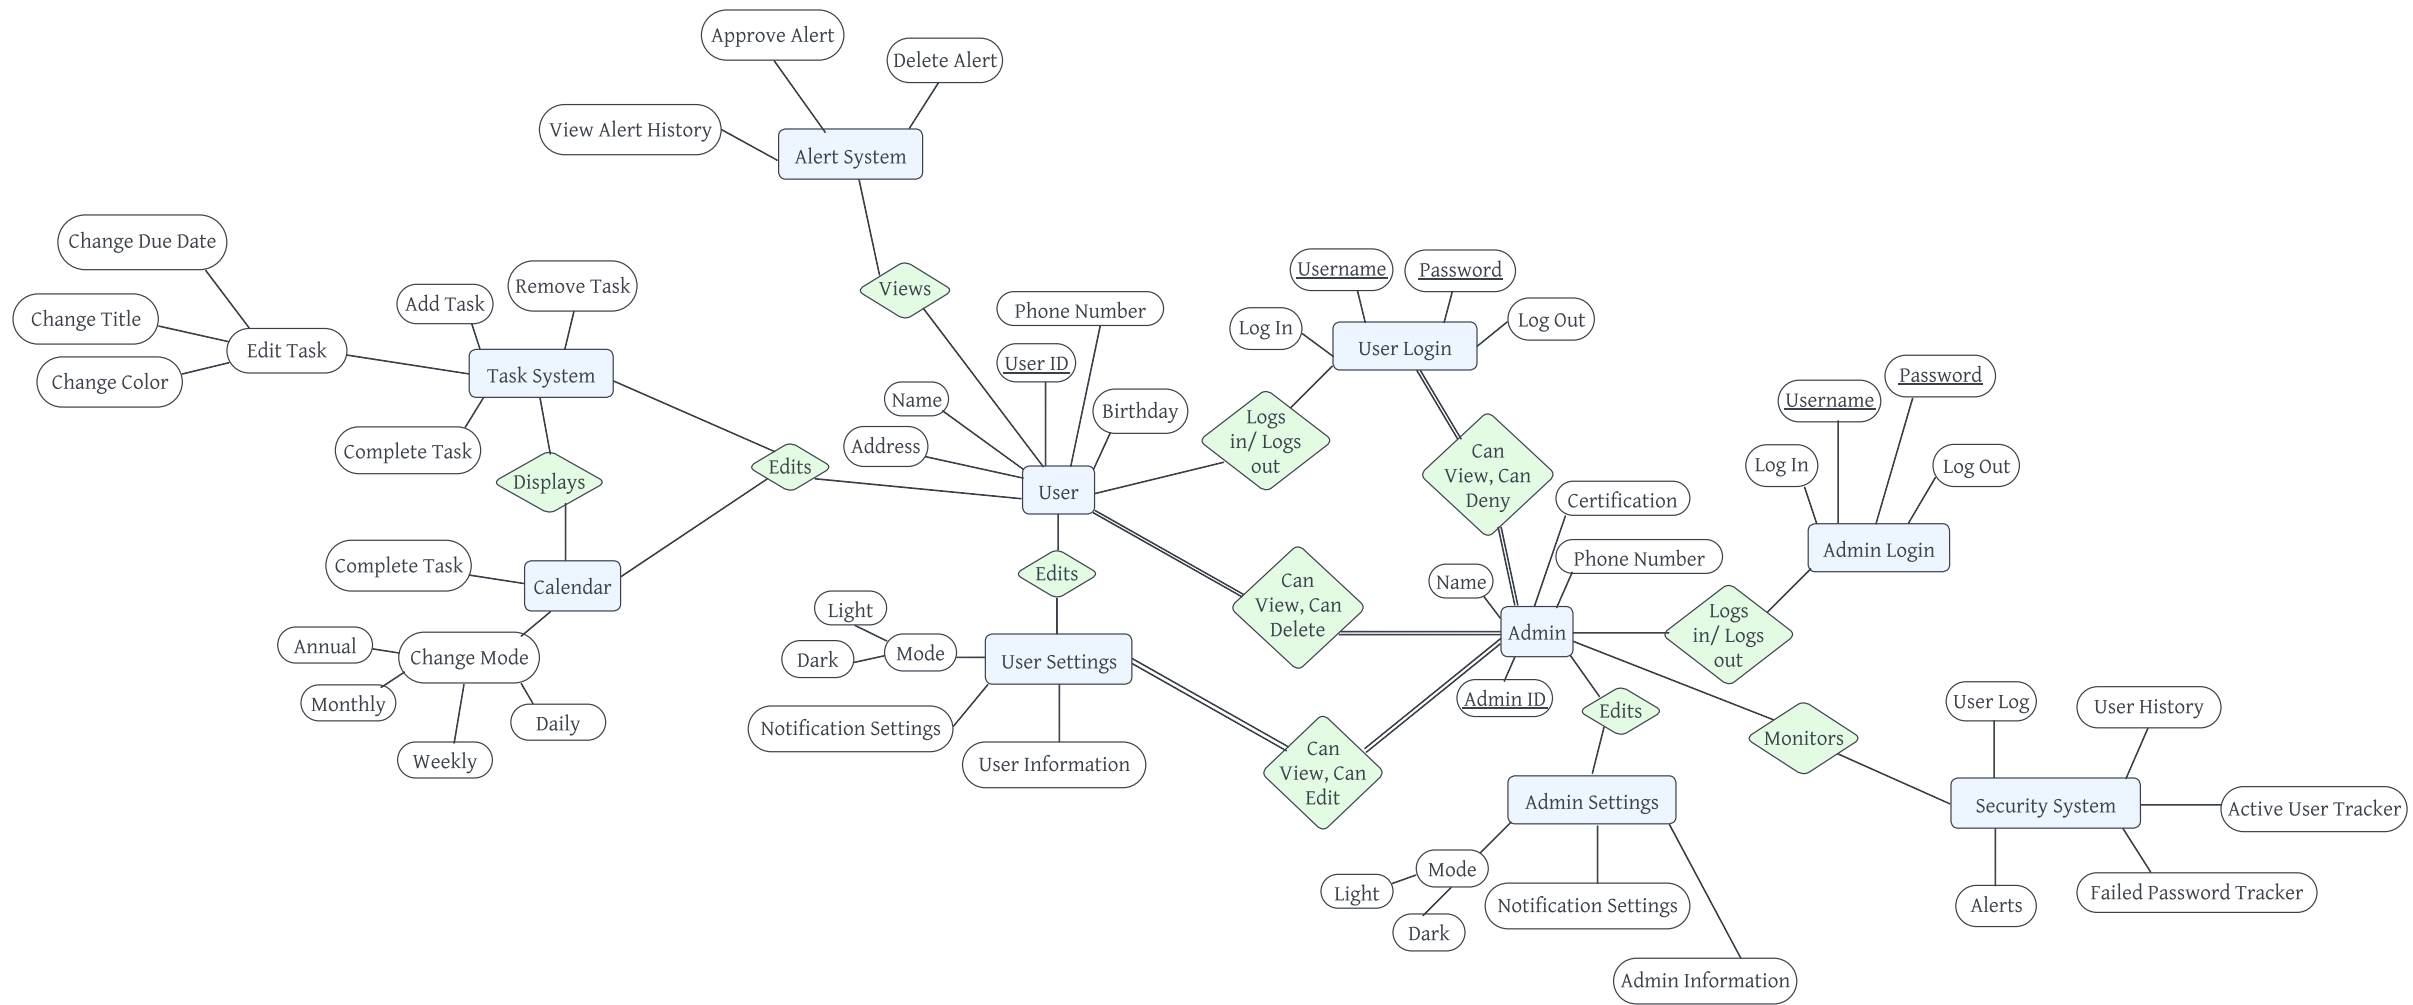 Approve Alert
Delete Alert
View Alert History
Alert System
Change Due Date
Change Title
Change Color
Edit Task
Add Task
Remove Task
Task System
Complete Task
Displays
Edits
Complete Task
Calendar
Change Mode
Annual
Monthly
Weekly
Daily
Views
Phone Number
User ID
Name
Birthday
Address
User
Edits
Light
Dark
Mode
User Settings
Notification Settings
User Information
Username
Password
Log In
Log Out
User Login
Logs
in/ Logs
out
Can
View, Can
Deny
Can
View, Can
Delete
Can
View, Can
Edit
Certification
Phone Number
Name
Admin
Admin ID
Edits
Admin Settings
Mode
Light
Dark
Notification Settings
Admin Information
Password
Username
Log In
Log Out
Admin Login
Logs
in/ Logs
out
Monitors
User Log
User History
Security System
Active User Tracker
Alerts
Failed Password Tracker